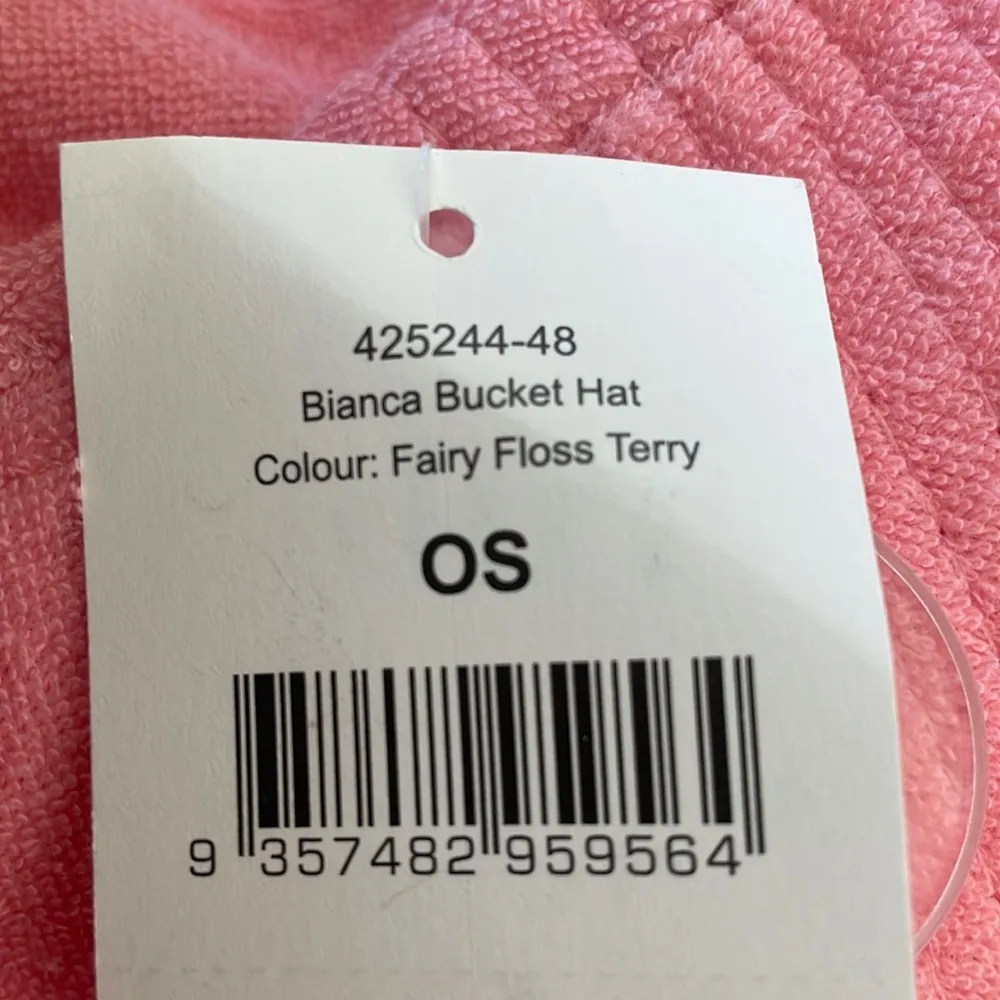 425244-48
Bianca Bucket Hat
Colour: Fairy Floss Terry
OS
9 357482 959564